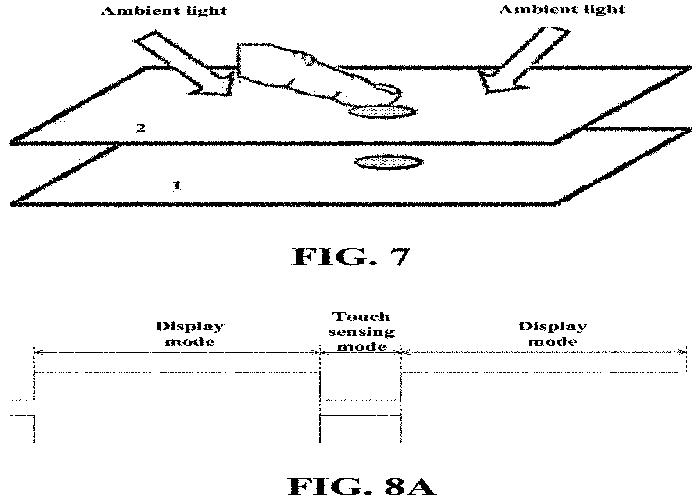 Ambient light
Ambient light
2
1
FIG. 7
Display
mode
Touch
sensing
mode
Display
mode
FIG. 8A